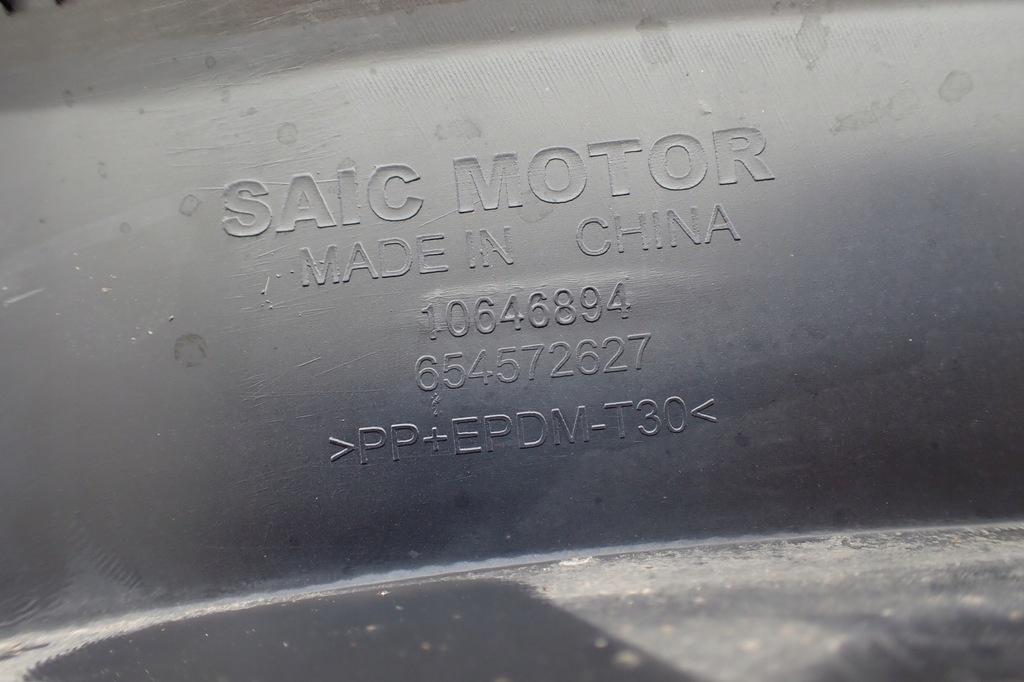 SAIC MOTOR
MADE IN CHINA
10646894
654572627
>PP+EPDM-T30<